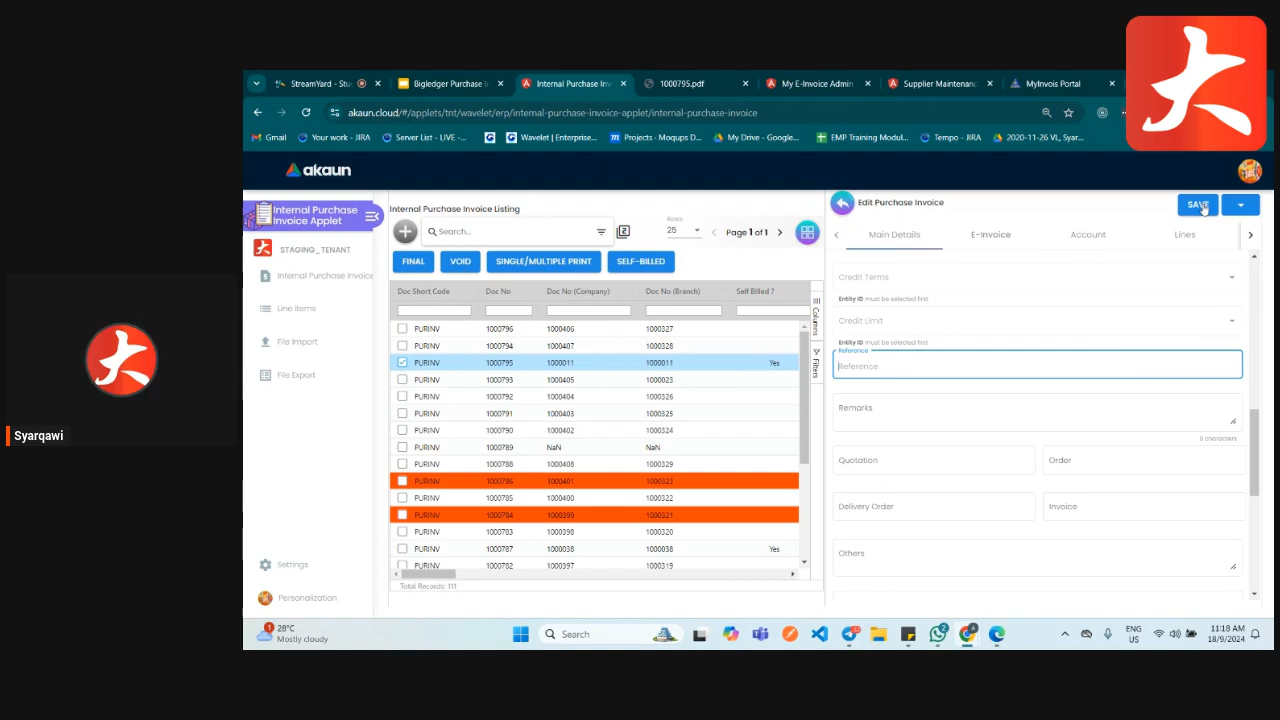 StreamYard - Stu
Bigledger Purchase I
Internal Purchase Inv
1000795.pdf
My E-Invoice Admin
Supplier Maintenanc
MyInvois Portal
akaun.cloud/#/applets/tnt/wavelet/erp/internal-purchase-invoice-applet/internal-purchase-invoice
Gmail
Your work - JIRA
Server List - LIVE -...
Wavelet | Enterprise...
Projects · Moqups D...
My Drive - Google...
EMP Training Modul...
Tempo - JIRA
2020-11-26 VL, Syar...
akaun
Internal Purchase
Invoice Applet
STAGING_TENANT
Internal Purchase Invoice
Line Items
File Import
File Export
Settings
Personalization
Internal Purchase Invoice Listing
Search...
Rows
25
Page 1 of 1
FINAL VOID SINGLE/MULTIPLE PRINT SELF-BILLED
Doc Short Code Doc No Doc No (Company) Doc No (Branch) Self Billed ?
PURINV 1000796 1000406 1000327
PURINV 1000794 1000407 1000328
PURINV 1000795 1000011 1000011 Yes
PURINV 1000793 1000405 1000023
PURINV 1000792 1000404 1000326
PURINV 1000791 1000403 1000325
PURINV 1000790 1000402 1000324
PURINV 1000789 NaN NaN
PURINV 1000788 1000408 1000329
PURINV 1000786 1000401 1000323
PURINV 1000785 1000400 1000322
PURINV 1000784 1000399 1000321
PURINV 1000783 1000398 1000320
PURINV 1000787 1000038 1000038 Yes
PURINV 1000782 1000397 1000319
Total Records: 111
Columns
Filters
Edit Purchase Invoice
SAVE
Main Details E-Invoice Account Lines
Credit Terms
Entity ID must be selected first
Credit Limit
Entity ID must be selected first
Reference
Reference
Remarks
0 characters
Quotation Order
Delivery Order Invoice
Others
Syarqawi
28°C
Mostly cloudy
Search
ENG
US
11:18 AM
18/9/2024
大
大